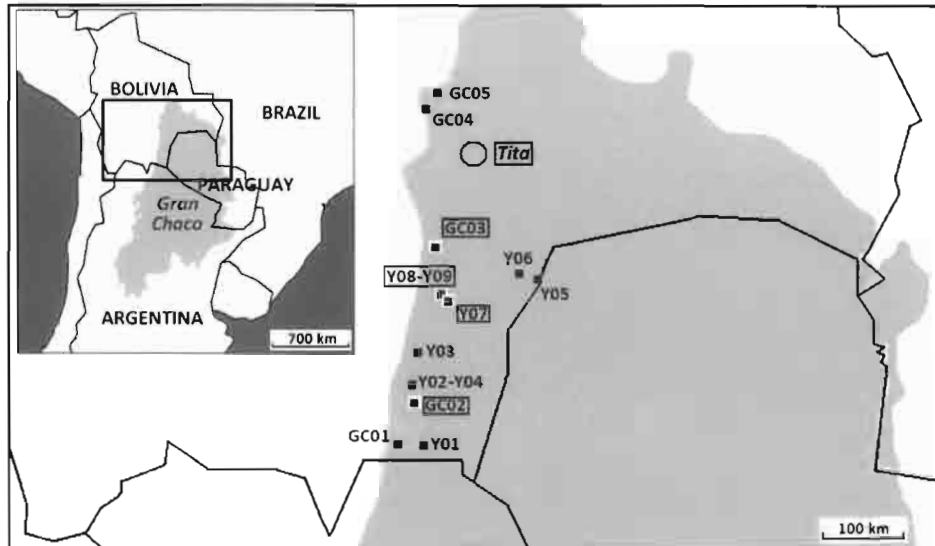 BOLIVIA
BRAZIL
PARAGUAY
Gran
Chaco
ARGENTINA
700 km
GC05
GC04
Tita
GC03
Y06
Y08-Y09
Y05
Y07
Y03
Y02-Y04
GC02
GC01
Y01
100 km